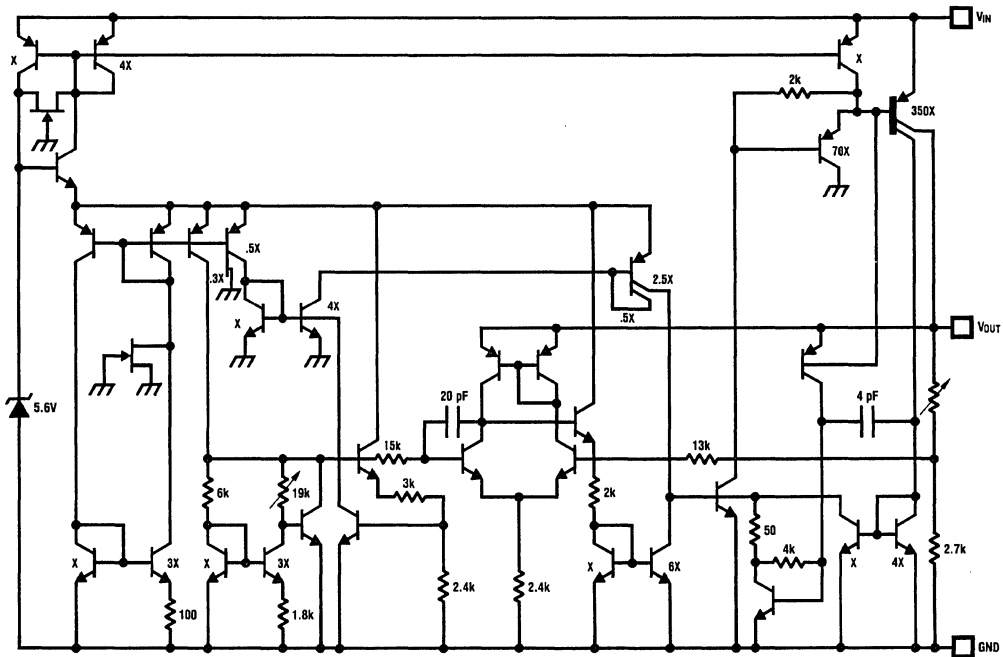 VIN
X
4X
X
2k
350X
70X
.5X
.3X
4X
2.5X
X
.5X
VOUT
20 pF
4 pF
5.6V
15k
13k
6k
19k
3k
2k
50
4k
2.7k
X
3X
X
3X
X
6X
X
4X
100
1.8k
2.4k
2.4k
GND